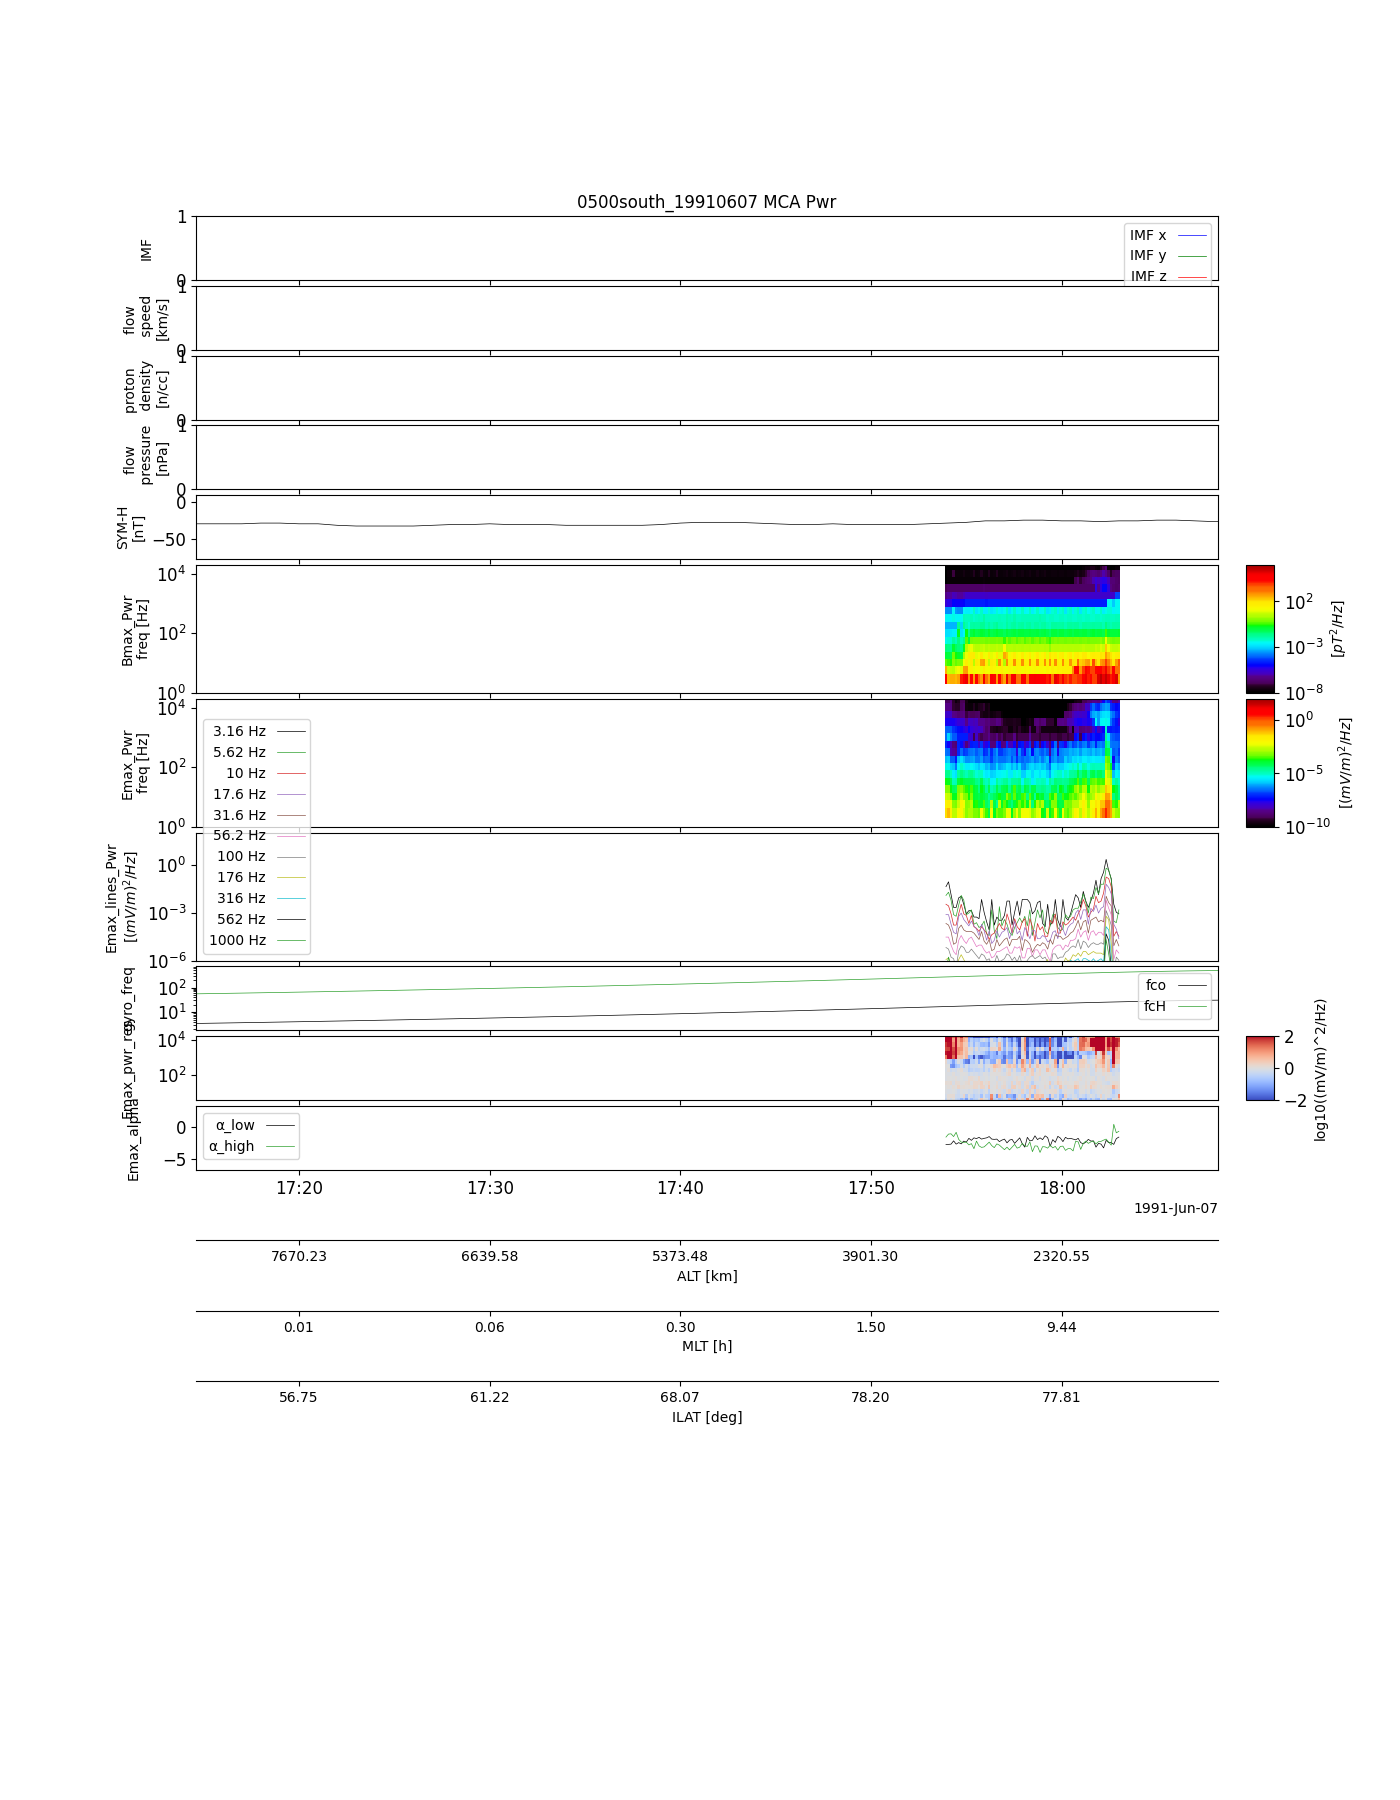 0500south_19910607 MCA Pwr
1
0
IMF
IMF x
IMF y
IMF z
1
0
flow
speed
[km/s]
1
0
proton
density
[n/cc]
1
0
flow
pressure
[nPa]
0
−50
SYM-H
[nT]
10^4
10^2
10^0
Bmax_Pwr
freq [Hz]
10^2
10^−3
10^−8
[pT^2/Hz]
10^4
10^2
10^0
Emax_Pwr
freq [Hz]
10^0
10^−5
10^−10
[(mV/m)^2/Hz]
3.16 Hz
5.62 Hz
10 Hz
17.6 Hz
31.6 Hz
56.2 Hz
100 Hz
176 Hz
316 Hz
562 Hz
1000 Hz
10^0
10^−3
10^−6
Emax_lines_Pwr
[(mV/m)^2/Hz]
10^2
10^1
gyro_freq
fco
fcH
10^4
10^2
Emax_pwr_reg
2
0
−2
log10((mV/m)^2/Hz)
0
−5
Emax_alpha
α_low
α_high
17:20 17:30 17:40 17:50 18:00
1991-Jun-07
7670.23 6639.58 5373.48 3901.30 2320.55
ALT [km]
0.01 0.06 0.30 1.50 9.44
MLT [h]
56.75 61.22 68.07 78.20 77.81
ILAT [deg]